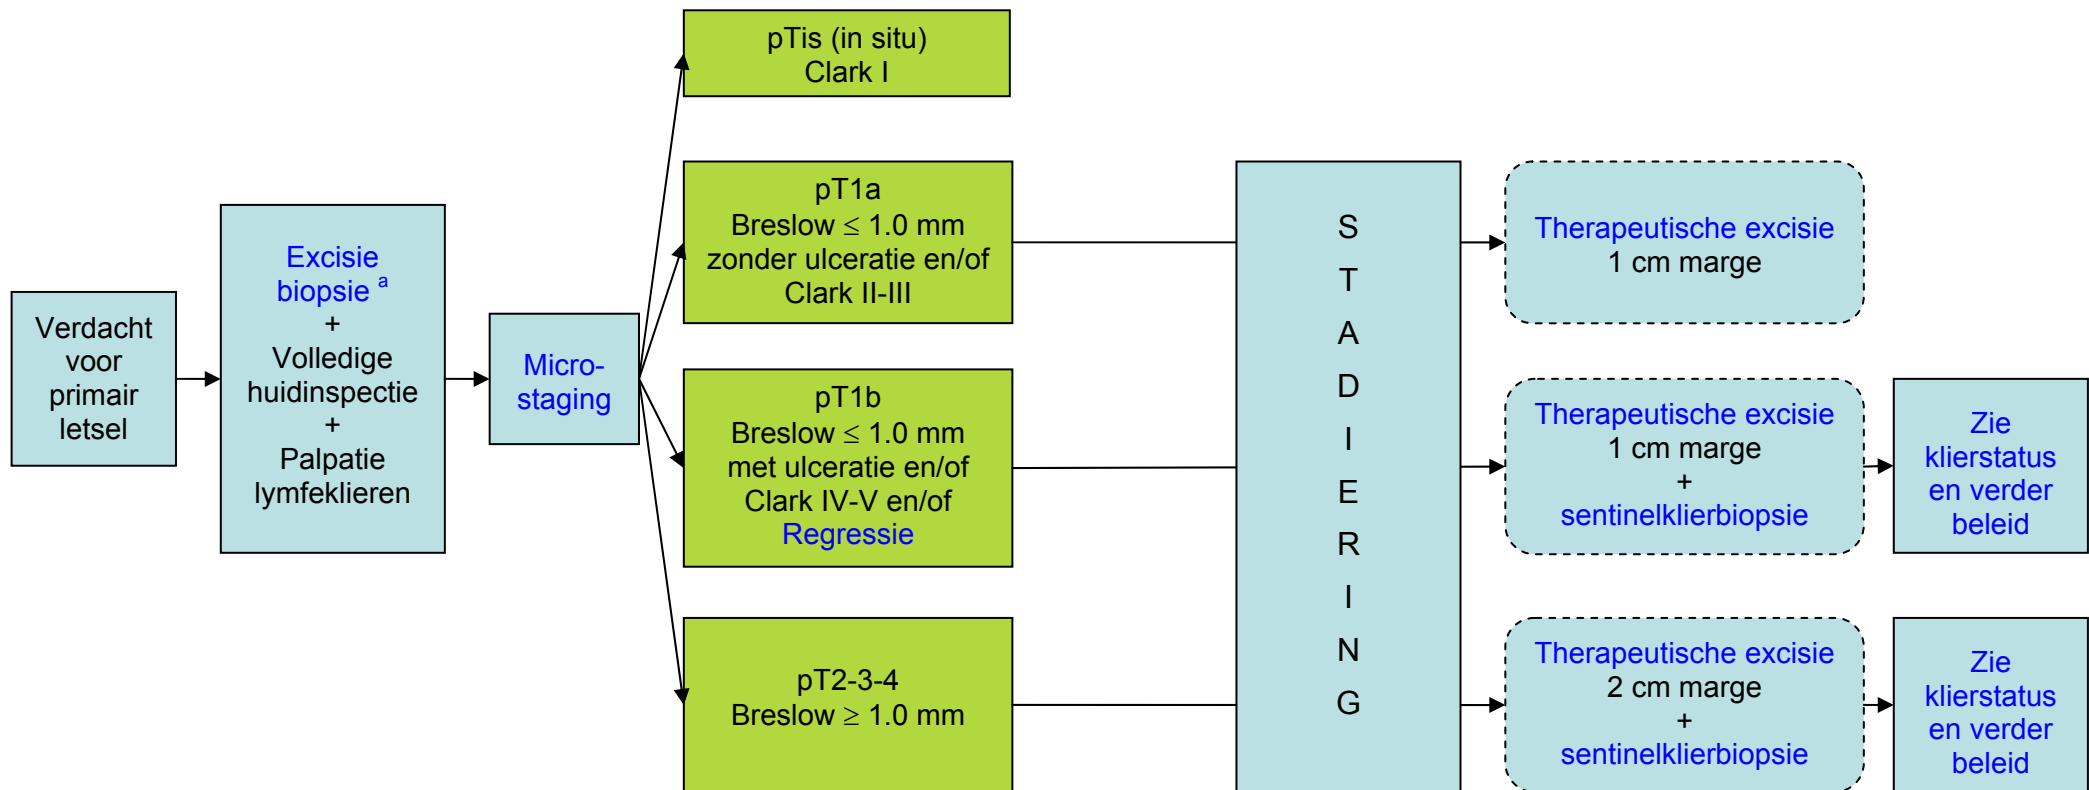 Verdacht
voor
primair
letsel
Excisie
biopsie a
+
Volledige
huidinspectie
+
Palpatie
lymfeklieren
Micro-
staging
pTis (in situ)
Clark I
pT1a
Breslow ≤ 1.0 mm
zonder ulceratie en/of
Clark II-III
pT1b
Breslow ≤ 1.0 mm
met ulceratie en/of
Clark IV-V en/of
Regressie
pT2-3-4
Breslow ≥ 1.0 mm
S
T
A
D
I
E
R
I
N
G
Therapeutische excisie
1 cm marge
Therapeutische excisie
1 cm marge
+
sentinelklierbiopsie
Zie
klierstatus
en verder
beleid
Therapeutische excisie
2 cm marge
+
sentinelklierbiopsie
Zie
klierstatus
en verder
beleid